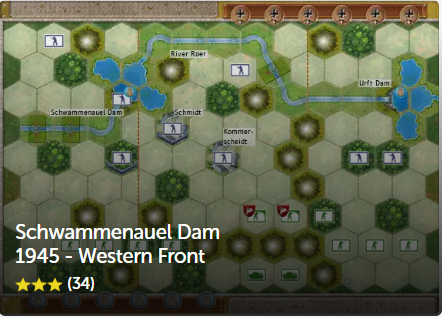 River Roer
Urft Dam
Schwammenauel Dam
Schmidt
Kommer-
scheidt
Schwammenauel Dam
1945 - Western Front
(34)